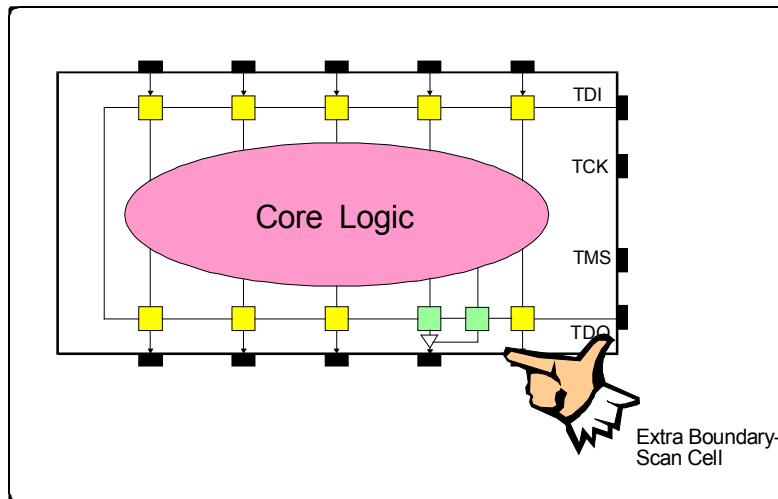 TDI
TCK
Core Logic
TMS
TDO
Extra Boundary-
Scan Cell